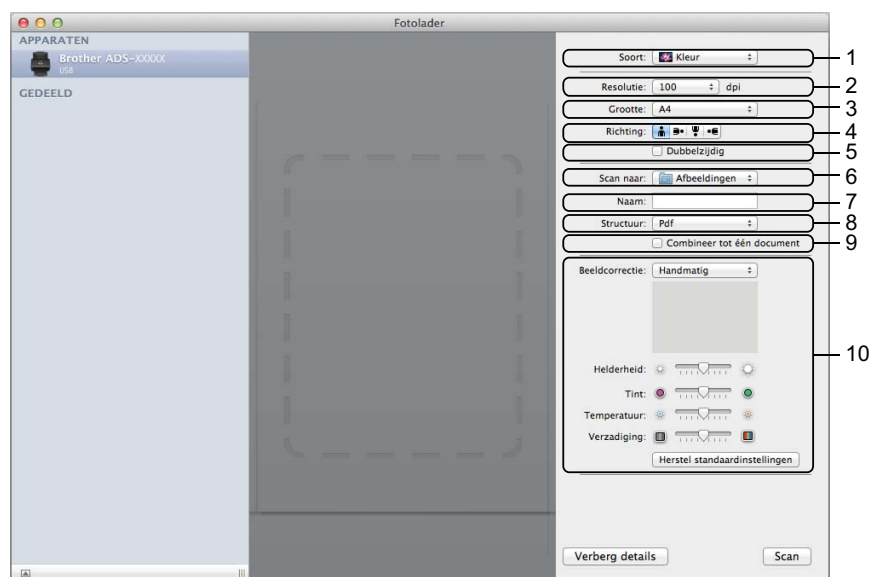 Fotolader
APPARATEN
Brother ADS-XXXXX
USB
GEDEELD
Soort: Kleur 1
Resolutie: 100 dpi 2
Grootte: A4 3
Richting: 4
Dubbelzijdig 5
Scan naar: Afbeeldingen 6
Naam: 7
Structuur: Pdf 8
Combineer tot één document 9
Beeldcorrectie: Handmatig
10
Helderheid:
Tint:
Temperatuur:
Verzadiging:
Herstel standaardinstellingen
Verberg details Scan